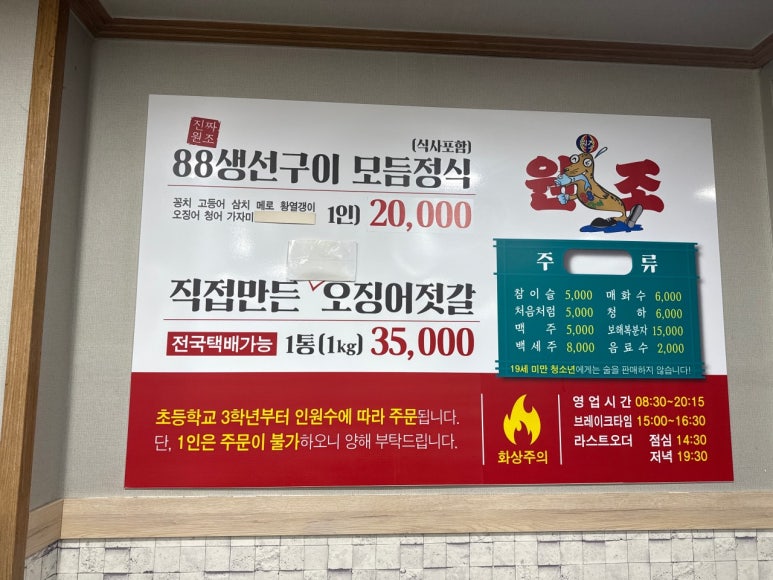 진짜
원조
(식사포함)
88생선구이 모듬정식
꽁치 고등어 삼치 메로 황열갱이
오징어 청어 가자미
1인) 20,000
직접만든 오징어젓갈
전국택배가능 1통(1kg) 35,000
초등학교 3학년부터 인원수에 따라 주문됩니다.
단, 1인은 주문이 불가하오니 양해 부탁드립니다.
원조
주류
참이슬 5,000 매화수 6,000
처음처럼 5,000 청하 6,000
맥주 5,000 보해복분자 15,000
백세주 8,000 음료수 2,000
19세 미만 청소년에게는 술을 판매하지 않습니다!
화상주의
영업시간 08:30~20:15
브레이크타임 15:00~16:30
라스트오더 점심 14:30
저녁 19:30